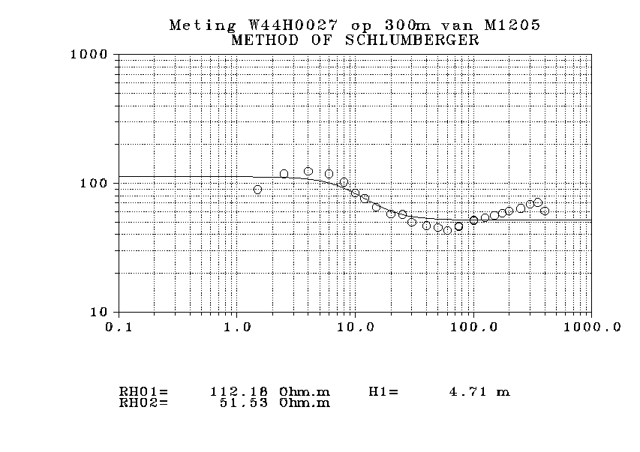 Meting W44H0027 op 300m van M1205
METHOD OF SCHLUMBERGER
1000
100
10
0.1 1.0 10.0 100.0 1000.0
RHO1= 112.18 Ohm.m H1= 4.71 m
RHO2= 51.53 Ohm.m